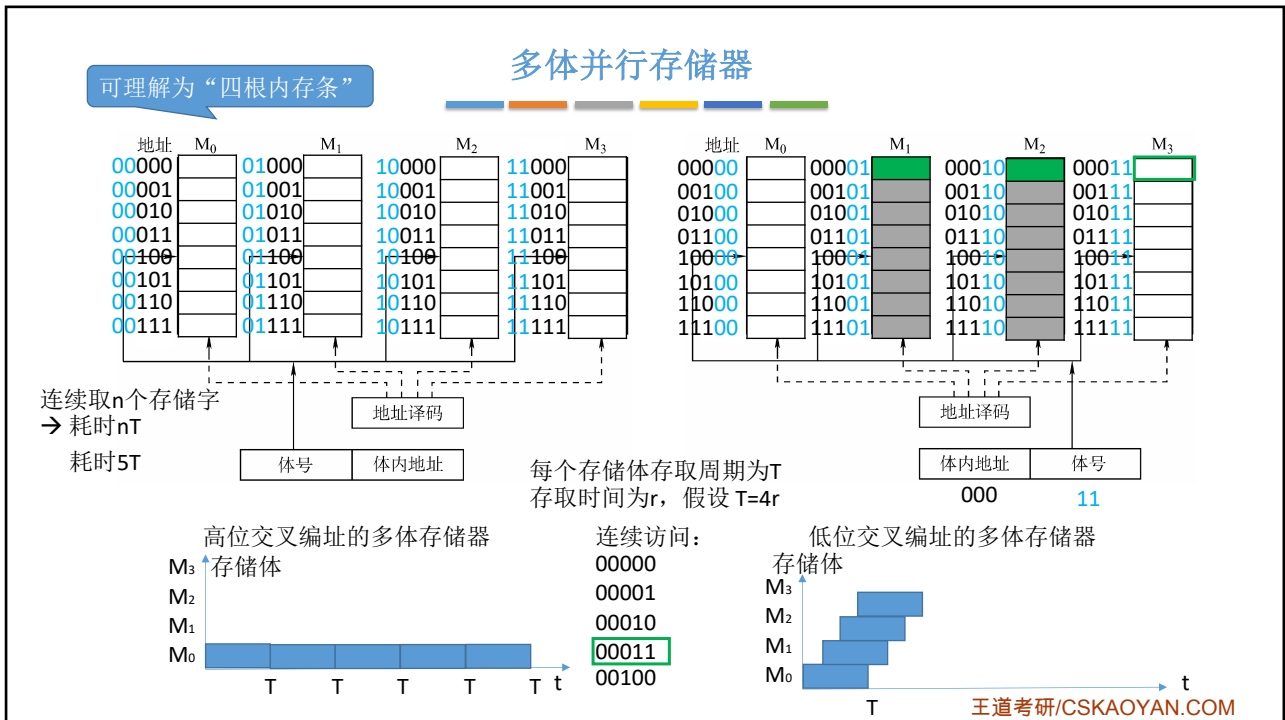 多体并行存储器
可理解为“四根内存条”
地址 M₀ M₁ M₂ M₃
00000 01000 10000 11000
00001 01001 10001 11001
00010 01010 10010 11010
00011 01011 10011 11011
00100 01100 10100 11100
00101 01101 10101 11101
00110 01110 10110 11110
00111 01111 10111 11111
地址译码
体号 体内地址
连续取n个存储字
→ 耗时nT
耗时5T
地址 M₀ M₁ M₂ M₃
00000 00001 00010 00011
00100 00101 00110 00111
01000 01001 01010 01011
01100 01101 01110 01111
10000 10001 10010 10011
10100 10101 10110 10111
11000 11001 11010 11011
11100 11101 11110 11111
地址译码
体内地址 体号
000 11
每个存储体存取周期为T
存取时间为r，假设 T=4r
高位交叉编址的多体存储器
存储体
M₃
M₂
M₁
M₀
T T T T T t
连续访问：
00000
00001
00010
00011
00100
低位交叉编址的多体存储器
存储体
M₃
M₂
M₁
M₀
T t
王道考研/CSKAOYAN.COM